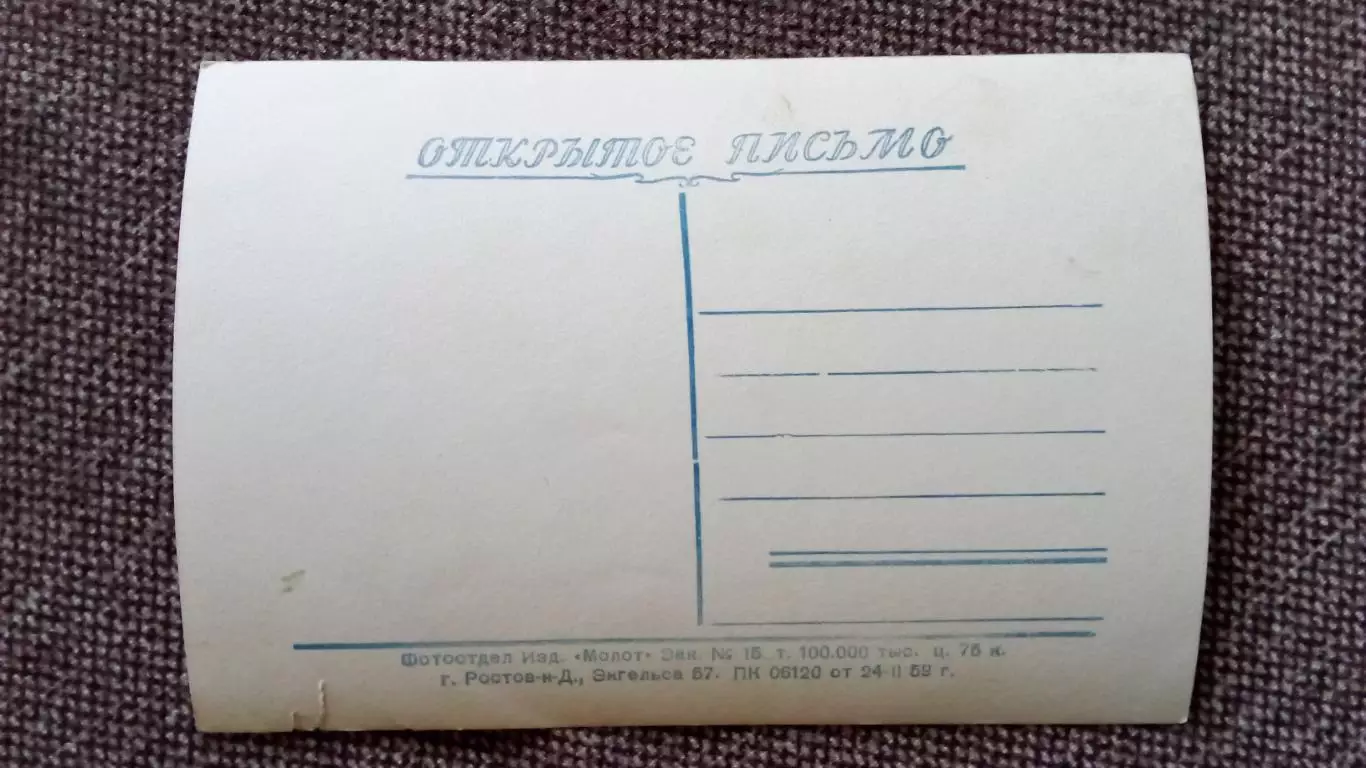 ОТКРЫТОЕ ПИСЬМО
Фотоотдел Изд. «Молот» Зак. № 15. т. 100.000 тыс. ц. 75 к.
г. Ростов-н-Д., Энгельса 57. ПК 06120 от 24-II 59 г.